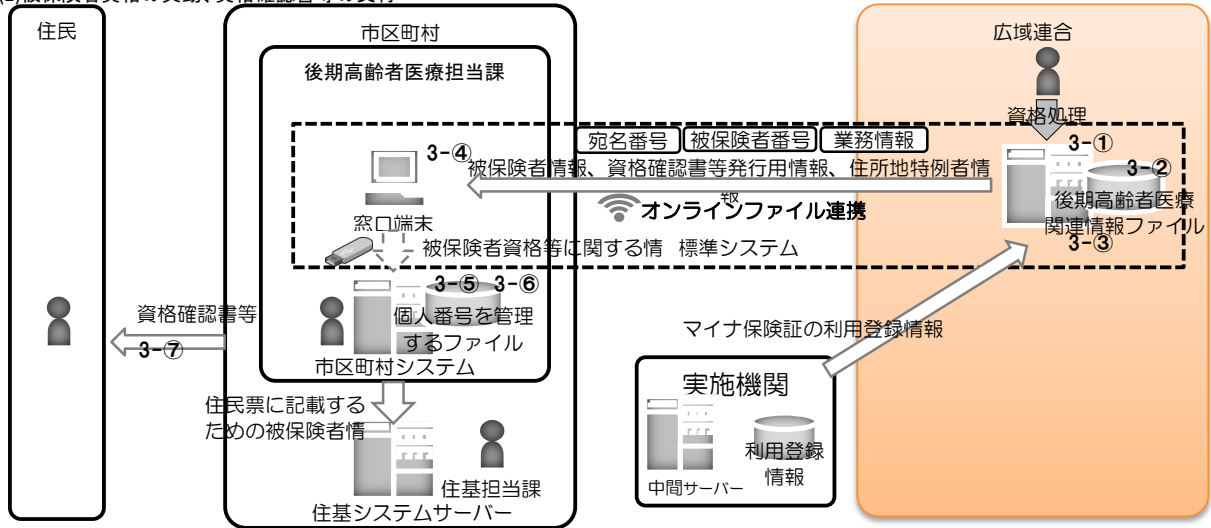 住民
市区町村
広域連合
後期高齢者医療担当課
資格処理
宛名番号
被保険者番号
業務情報
3-①
3-②
3-④
被保険者情報、資格確認書等発行用情報、住所地特例者情
報
オンラインファイル連携
後期高齢者医療
関連情報ファイル
3-③
窓口端末
被保険者資格等に関する情
標準システム
3-⑤
3-⑥
個人番号を管理
するファイル
資格確認書等
3-⑦
市区町村システム
マイナ保険証の利用登録情報
実施機関
住民票に記載する
ための被保険者情
利用登録
情報
中間サーバー
住基担当課
住基システムサーバー